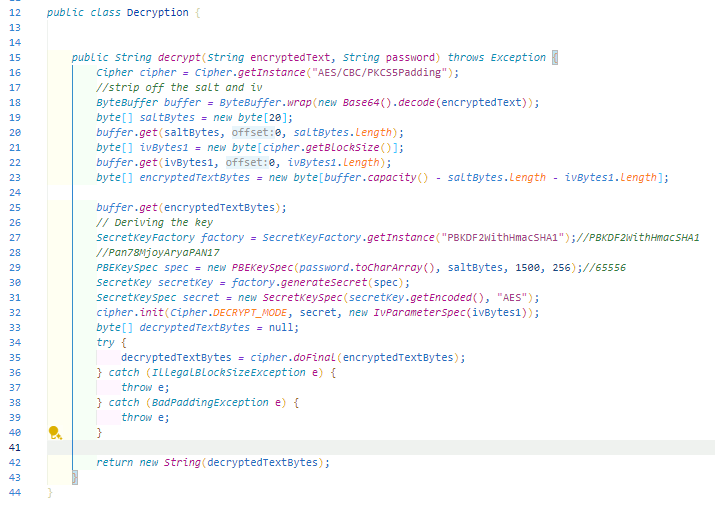 12 public class Decryption {
13
14
15 public String decrypt(String encryptedText, String password) throws Exception {
16 Cipher cipher = Cipher.getInstance("AES/CBC/PKCS5Padding");
17 //strip off the salt and iv
18 ByteBuffer buffer = ByteBuffer.wrap(new Base64().decode(encryptedText));
19 byte[] saltBytes = new byte[20];
20 buffer.get(saltBytes, offset:0, saltBytes.length);
21 byte[] ivBytes1 = new byte[cipher.getBlockSize()];
22 buffer.get(ivBytes1, offset:0, ivBytes1.length);
23 byte[] encryptedTextBytes = new byte[buffer.capacity() - saltBytes.length - ivBytes1.length];
24
25 buffer.get(encryptedTextBytes);
26 // Deriving the key
27 SecretKeyFactory factory = SecretKeyFactory.getInstance("PBKDF2WithHmacSHA1");//PBKDF2WithHmacSHA1
28 //Pan78MjoyAryaPAN17
29 PBEKeySpec spec = new PBEKeySpec(password.toCharArray(), saltBytes, 1500, 256);//65556
30 SecretKey secretKey = factory.generateSecret(spec);
31 SecretKeySpec secret = new SecretKeySpec(secretKey.getEncoded(), "AES");
32 cipher.init(Cipher.DECRYPT_MODE, secret, new IvParameterSpec(ivBytes1));
33 byte[] decryptedTextBytes = null;
34 try {
35 decryptedTextBytes = cipher.doFinal(encryptedTextBytes);
36 } catch (IllegalBlockSizeException e) {
37 throw e;
38 } catch (BadPaddingException e) {
39 throw e;
40 }
41
42 return new String(decryptedTextBytes);
43 }
44 }